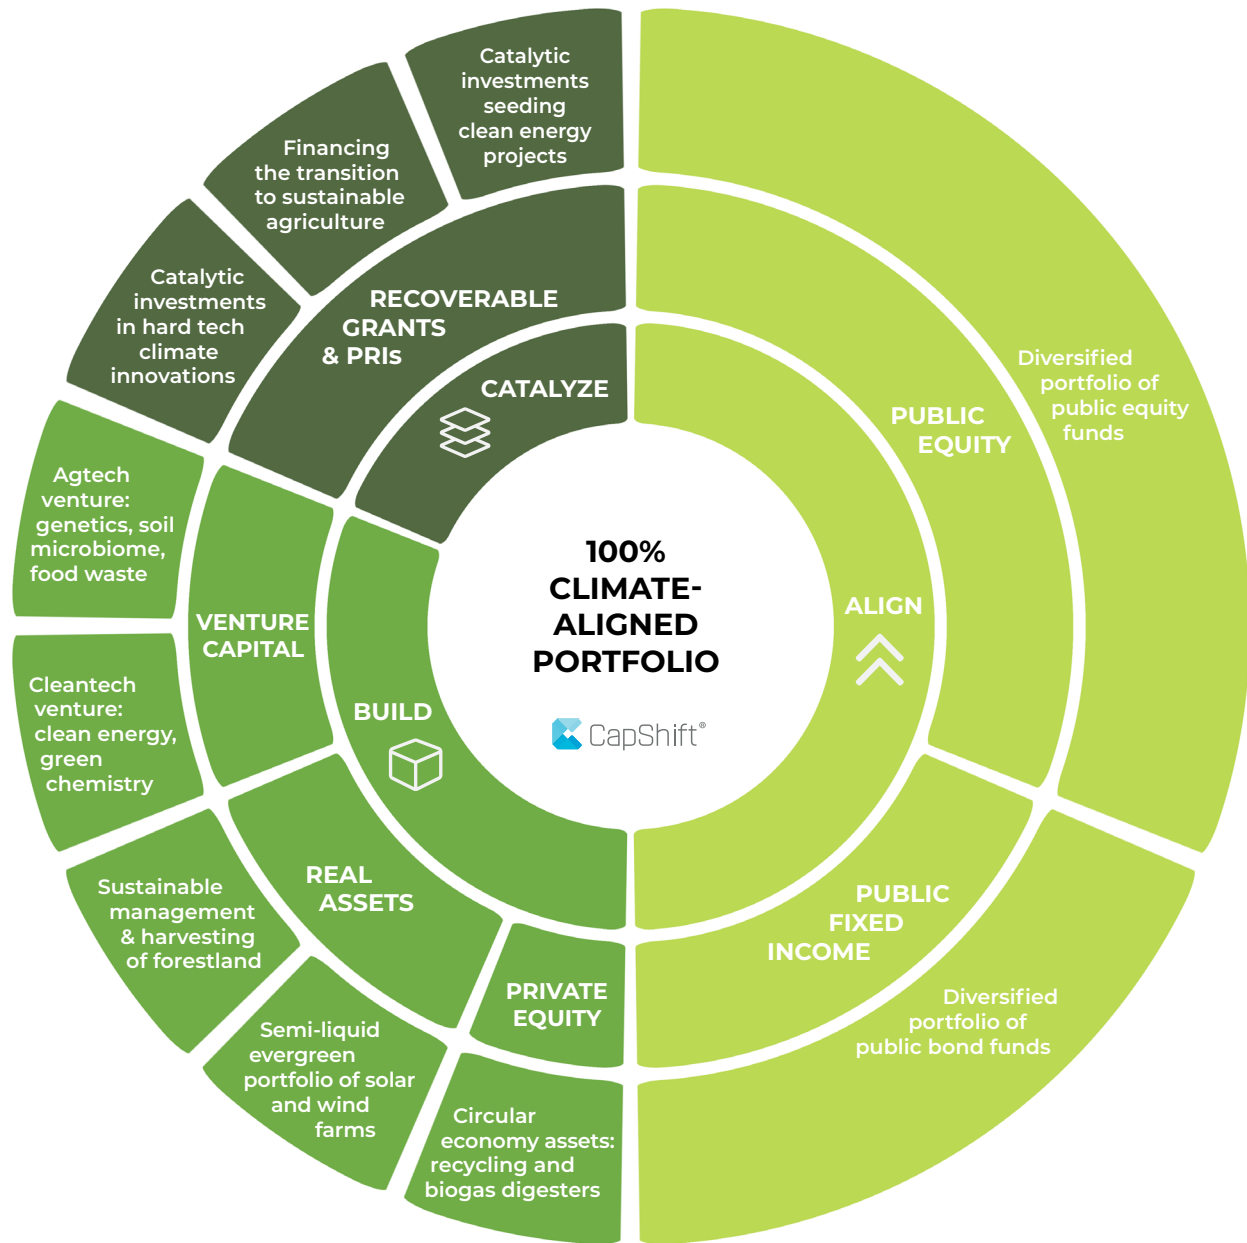 100%
CLIMATE-
ALIGNED
PORTFOLIO
CapShift®
CATALYZE
RECOVERABLE
GRANTS
& PRIs
Catalytic
investments
seeding
clean energy
projects
Financing
the transition
to sustainable
agriculture
Catalytic
investments
in hard tech
climate
innovations
BUILD
VENTURE
CAPITAL
Agtech
venture:
genetics, soil
microbiome,
food waste
Cleantech
venture:
clean energy,
green
chemistry
REAL
ASSETS
Sustainable
management
& harvesting
of forestland
Semi-liquid
evergreen
portfolio of solar
and wind
farms
PRIVATE
EQUITY
Circular
economy assets:
recycling and
biogas digesters
ALIGN
PUBLIC
EQUITY
Diversified
portfolio of
public equity
funds
PUBLIC
FIXED
INCOME
Diversified
portfolio of
public bond funds